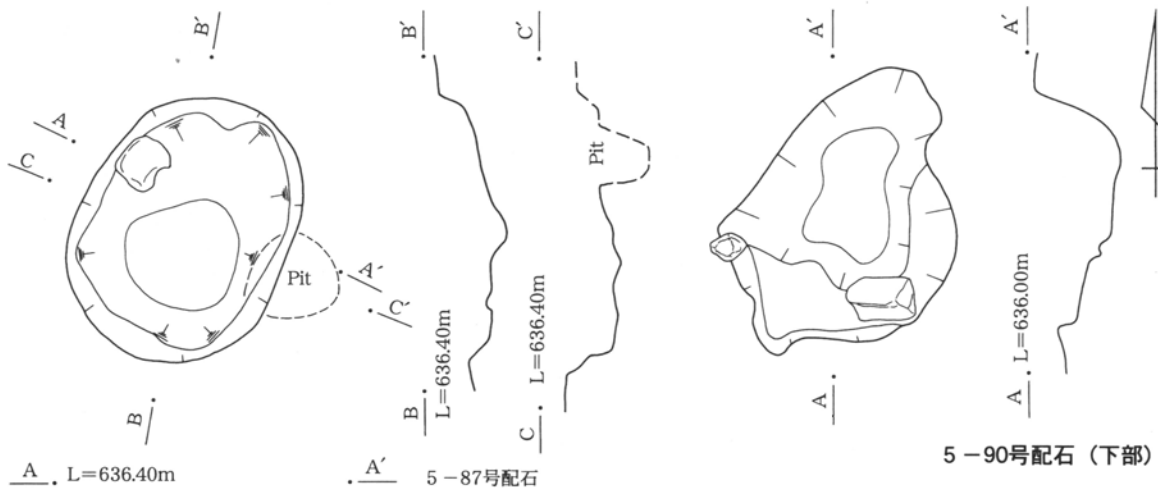 B′
A
C
Pit
A′
C′
B
B′
L=636.40m
B
C′
Pit
L=636.40m
C
A′
A
A′
L=636.00m
A
A L=636.40m A′
5－87号配石
5－90号配石（下部）